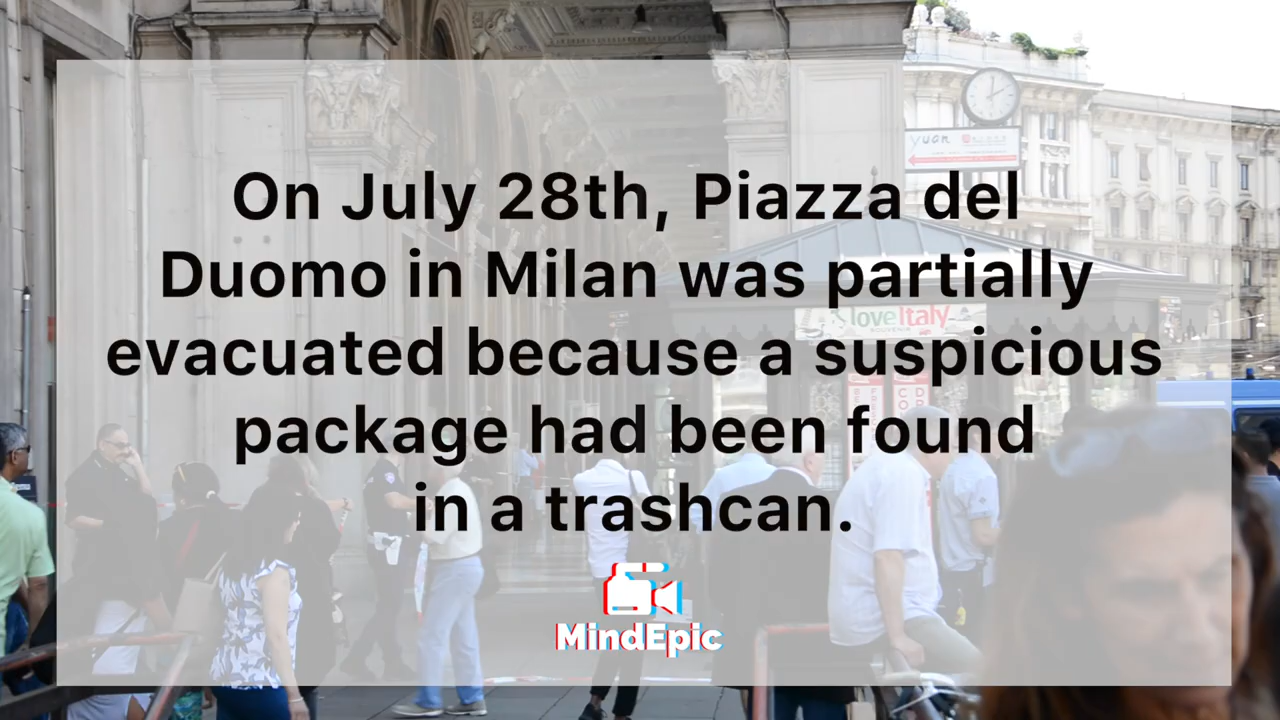 yuan
On July 28th, Piazza del
Duomo in Milan was partially
loveItaly
evacuated because a suspicious
package had been found
in a trashcan.
MindEpic